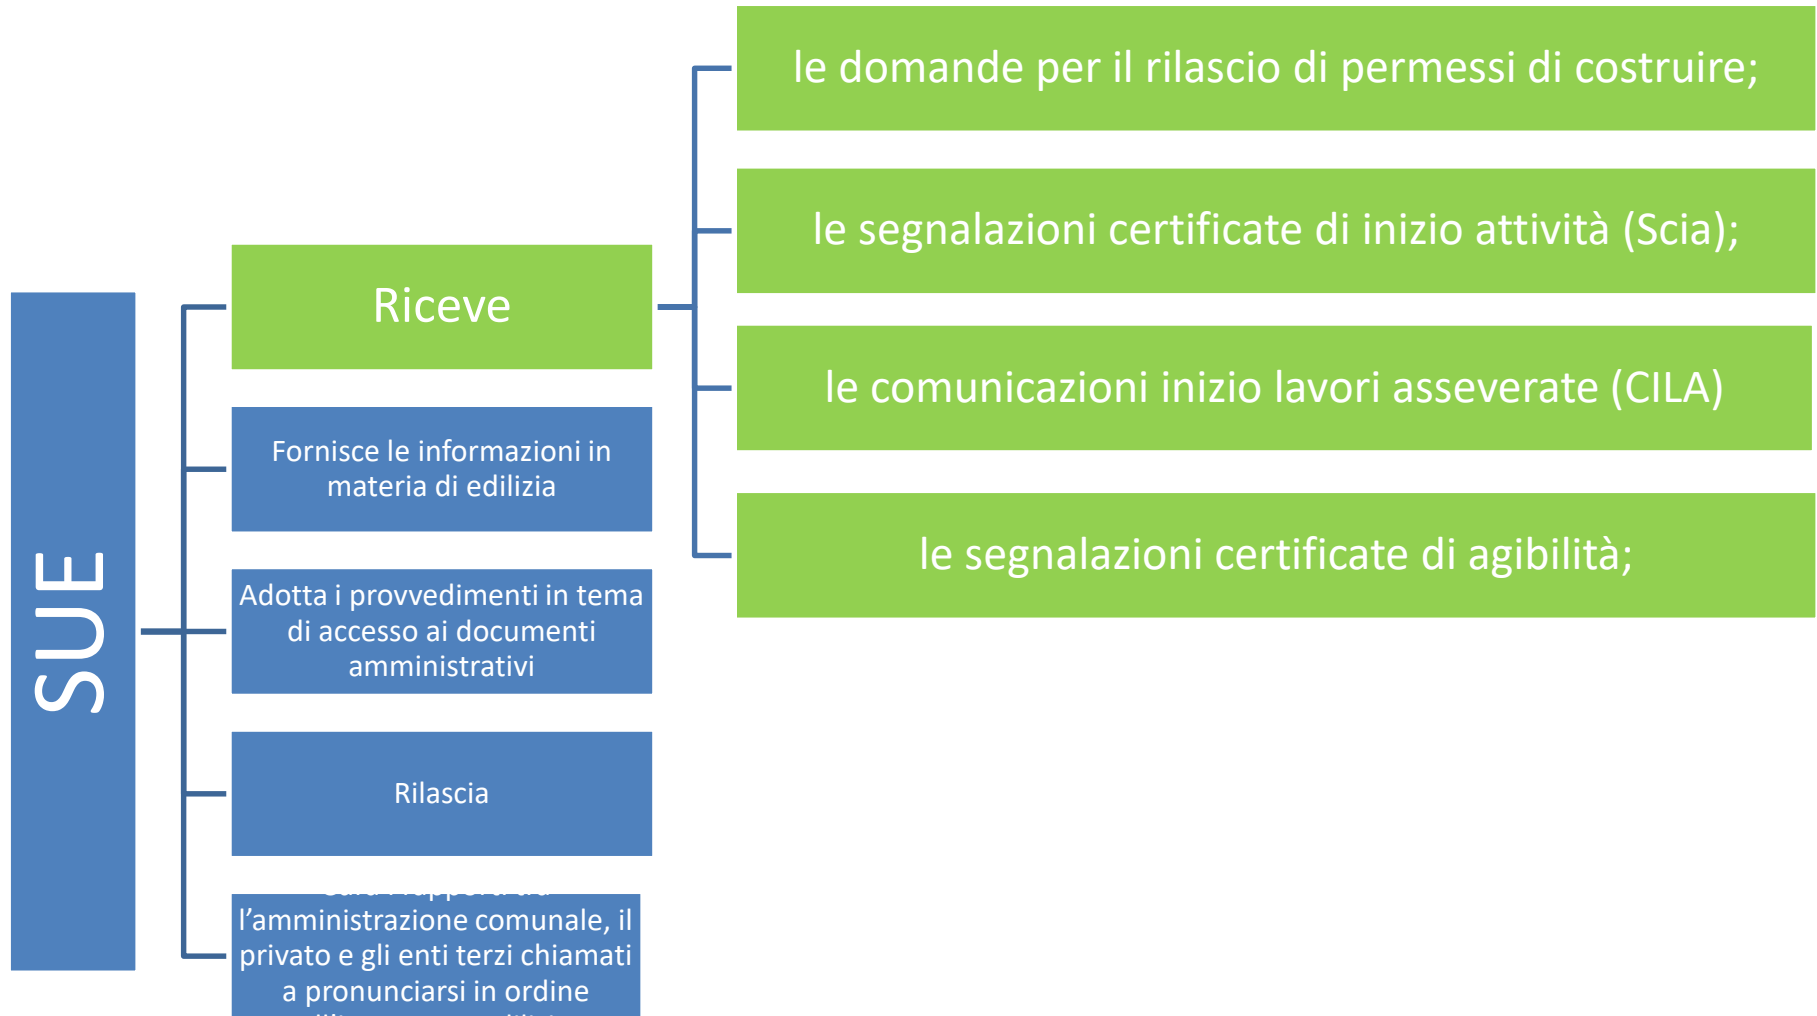 SUE
Riceve
Fornisce le informazioni in
materia di edilizia
Adotta i provvedimenti in tema
di accesso ai documenti
amministrativi
Rilascia
l’amministrazione comunale, il
privato e gli enti terzi chiamati
a pronunciarsi in ordine
le domande per il rilascio di permessi di costruire;
le segnalazioni certificate di inizio attività (Scia);
le comunicazioni inizio lavori asseverate (CILA)
le segnalazioni certificate di agibilità;